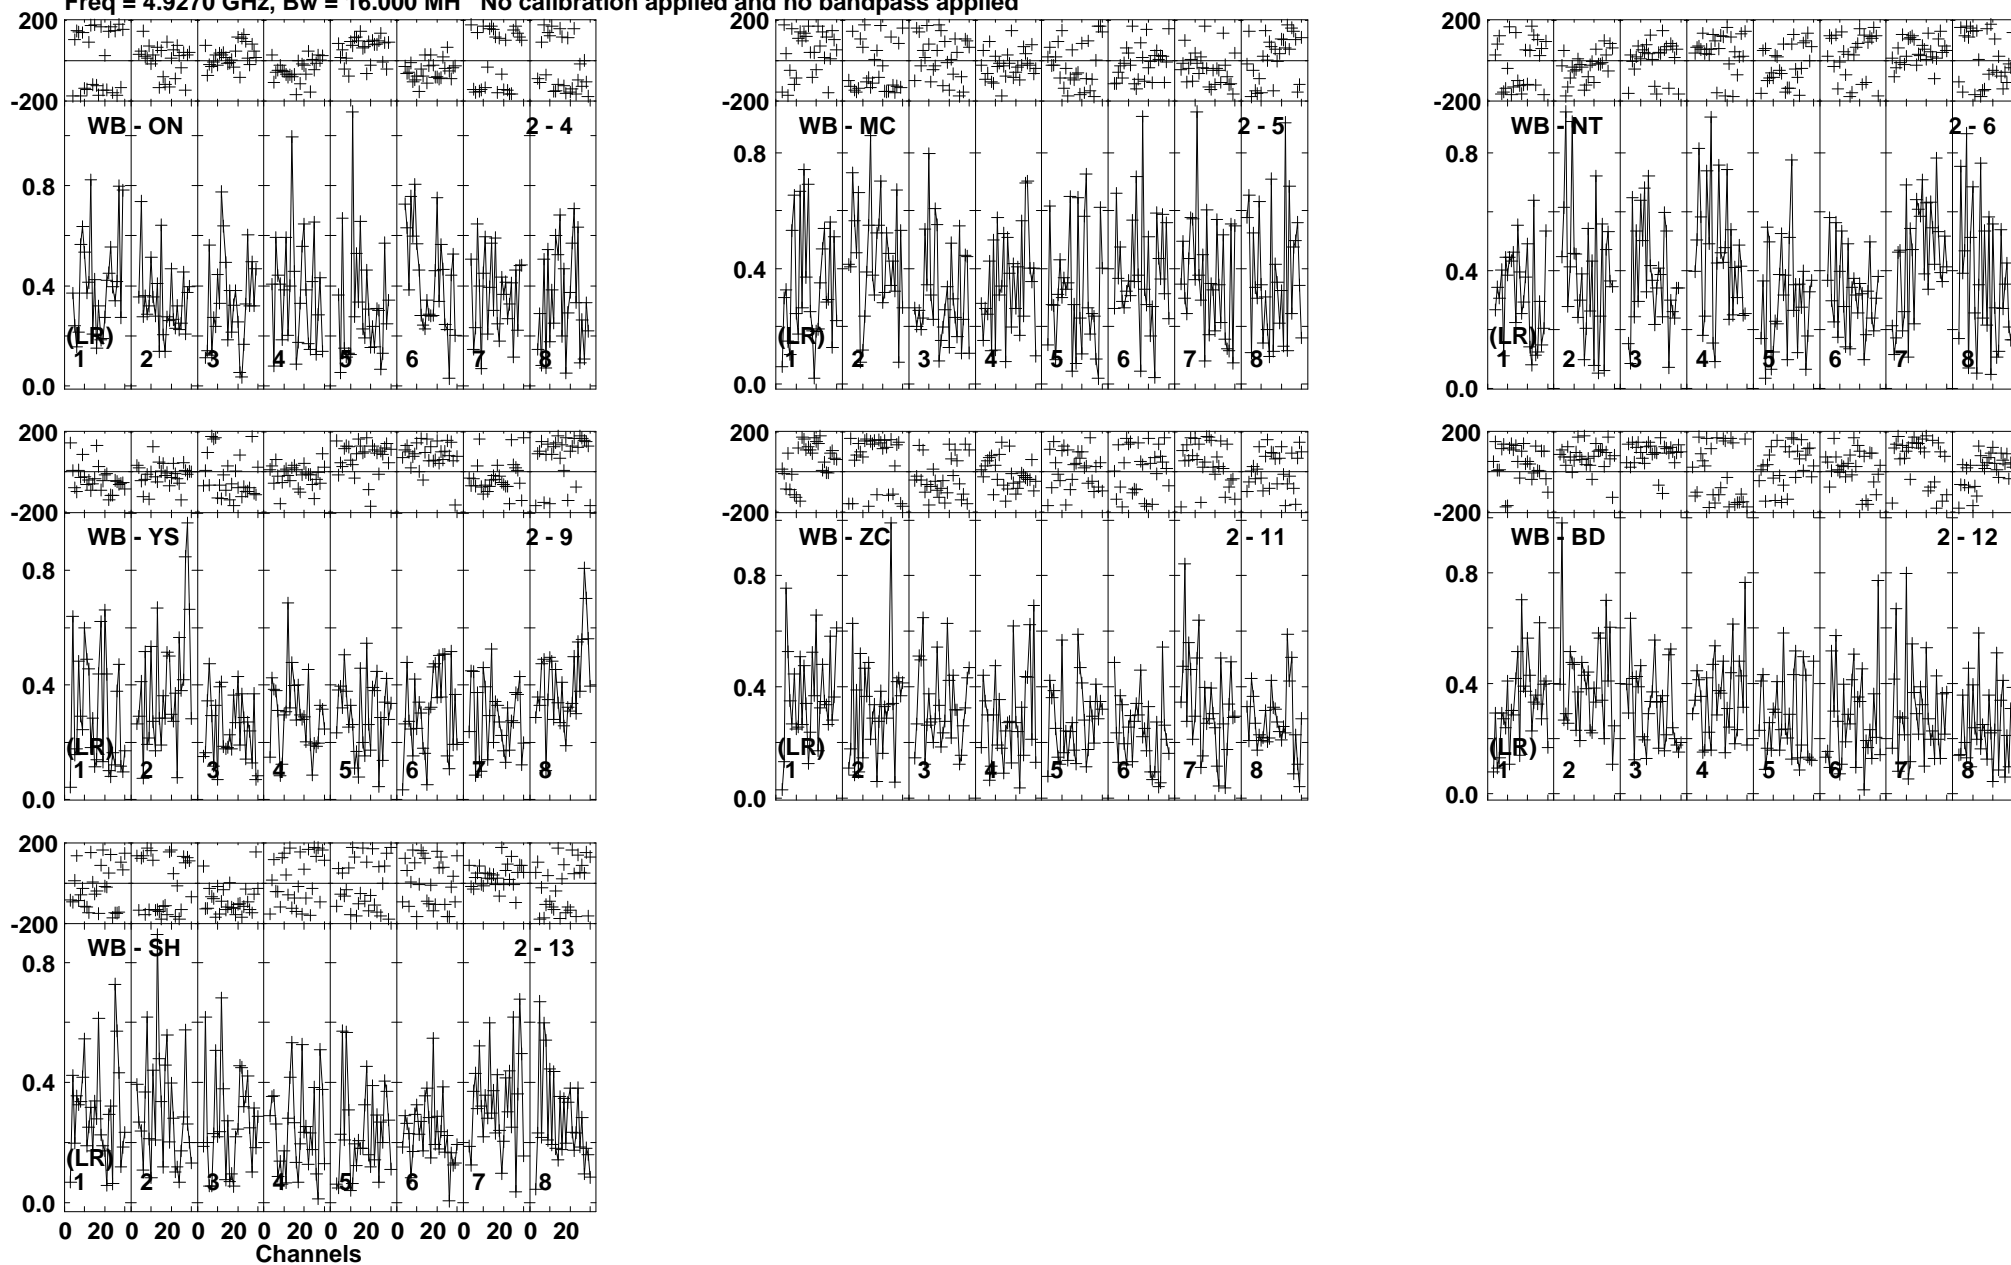 Freq = 4.9270 GHz, Bw = 16.000 MH No calibration applied and no bandpass applied
200 200 200
-200 -200 -200
WB - ON 2 - 4 WB - MC 2 - 5 WB - NT 2 - 6
0.8 0.8 0.8
0.4 0.4 0.4
(LR) (LR) (LR)
1 2 3 4 5 6 7 8 1 2 3 4 5 6 7 8 1 2 3 4 5 6 7 8
0.0 0.0 0.0
200 200 200
-200 -200 -200
WB - YS 2 - 9 WB - ZC 2 - 11 WB - BD 2 - 12
0.8 0.8 0.8
0.4 0.4 0.4
(LR) (LR) (LR)
1 2 3 4 5 6 7 8 1 2 3 4 5 6 7 8 1 2 3 4 5 6 7 8
0.0 0.0 0.0
200
-200
WB - SH 2 - 13
0.8
0.4
(LR)
1 2 3 4 5 6 7 8
0.0
0 20 0 20 0 20 0 20 0 20 0 20 0 20 0 20
Channels